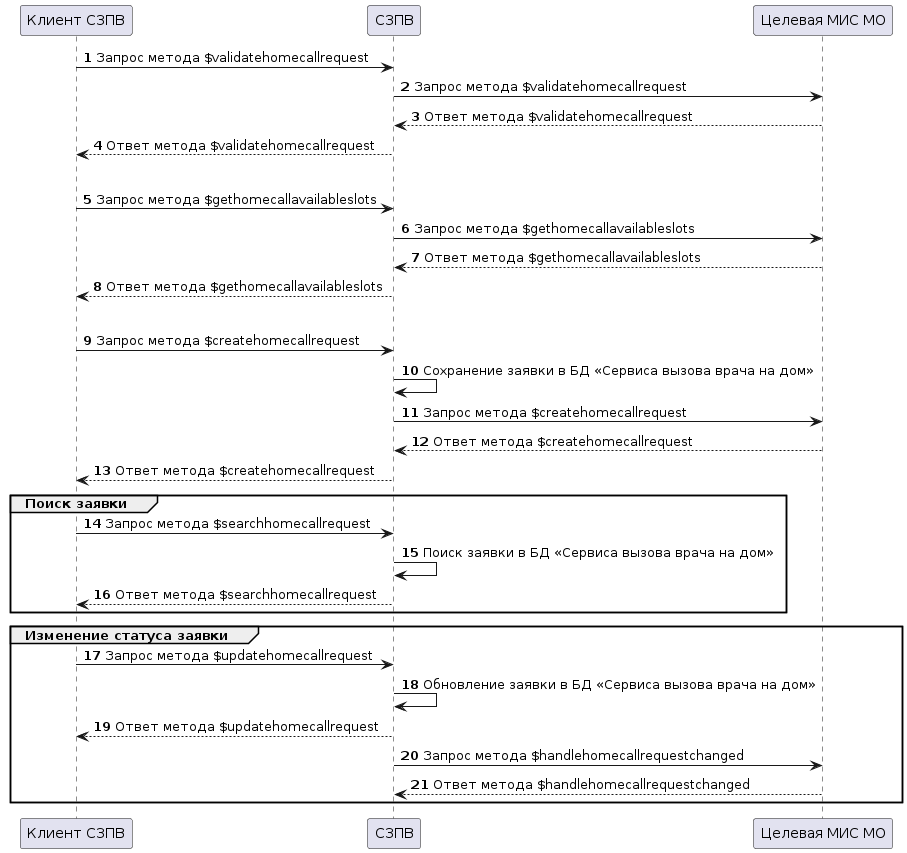 Клиент СЗПВ
СЗПВ
Целевая МИС МО
1 Запрос метода $validatehomecallrequest
2 Запрос метода $validatehomecallrequest
3 Ответ метода $validatehomecallrequest
4 Ответ метода $validatehomecallrequest
5 Запрос метода $gethomecallavailableslots
6 Запрос метода $gethomecallavailableslots
7 Ответ метода $gethomecallavailableslots
8 Ответ метода $gethomecallavailableslots
9 Запрос метода $createhomecallrequest
10 Сохранение заявки в БД «Сервиса вызова врача на дом»
11 Запрос метода $createhomecallrequest
12 Ответ метода $createhomecallrequest
13 Ответ метода $createhomecallrequest
Поиск заявки
14 Запрос метода $searchhomecallrequest
15 Поиск заявки в БД «Сервиса вызова врача на дом»
16 Ответ метода $searchhomecallrequest
Изменение статуса заявки
17 Запрос метода $updatehomecallrequest
18 Обновление заявки в БД «Сервиса вызова врача на дом»
19 Ответ метода $updatehomecallrequest
20 Запрос метода $handlehomecallrequestchanged
21 Ответ метода $handlehomecallrequestchanged
Клиент СЗПВ
СЗПВ
Целевая МИС МО